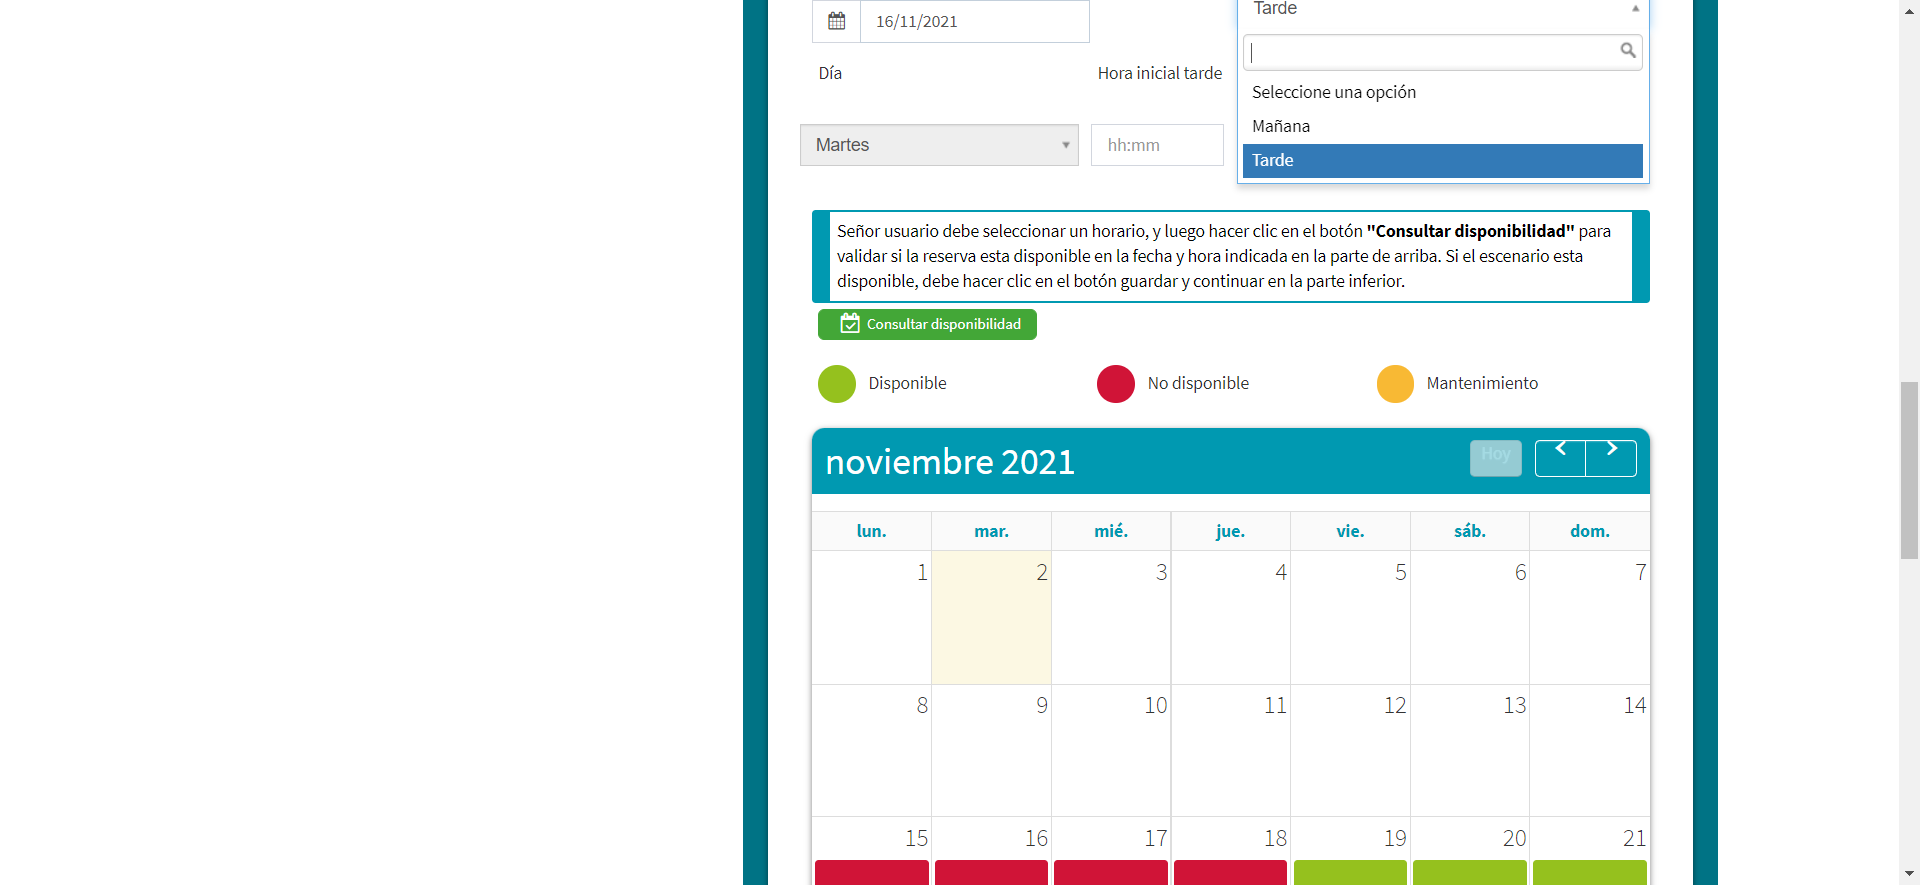 16/11/2021
Tarde
Día
Hora inicial tarde
Seleccione una opción
Mañana
Martes
hh:mm
Tarde
Señor usuario debe seleccionar un horario, y luego hacer clic en el botón "Consultar disponibilidad" para
validar si la reserva esta disponible en la fecha y hora indicada en la parte de arriba. Si el escenario esta
disponible, debe hacer clic en el botón guardar y continuar en la parte inferior.
Consultar disponibilidad
Disponible
No disponible
Mantenimiento
noviembre 2021
Hoy
lun. mar. mié. jue. vie. sáb. dom.
1 2 3 4 5 6 7
8 9 10 11 12 13 14
15 16 17 18 19 20 21